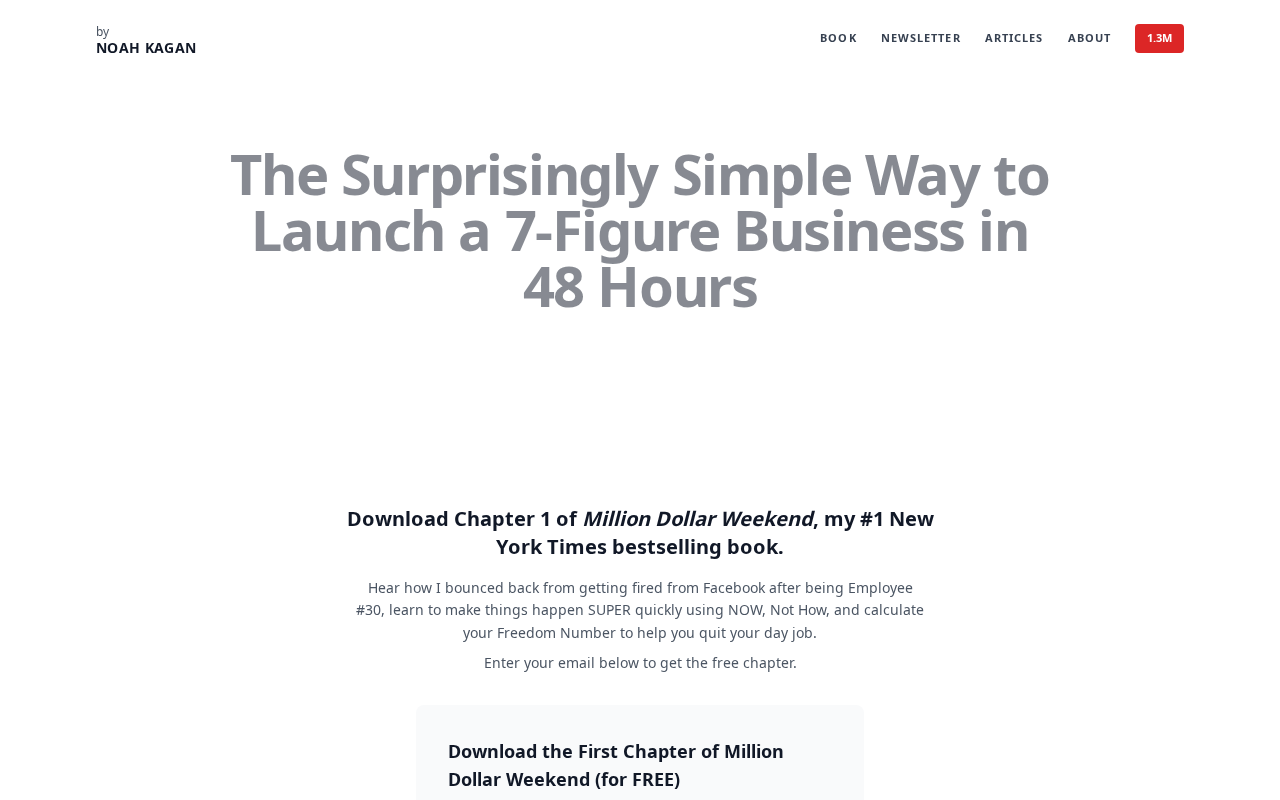 by
NOAH KAGAN
BOOK NEWSLETTER ARTICLES ABOUT 1.3M
The Surprisingly Simple Way to
Launch a 7-Figure Business in
48 Hours
Download Chapter 1 of Million Dollar Weekend, my #1 New
York Times bestselling book.
Hear how I bounced back from getting fired from Facebook after being Employee
#30, learn to make things happen SUPER quickly using NOW, Not How, and calculate
your Freedom Number to help you quit your day job.
Enter your email below to get the free chapter.
Download the First Chapter of Million
Dollar Weekend (for FREE)